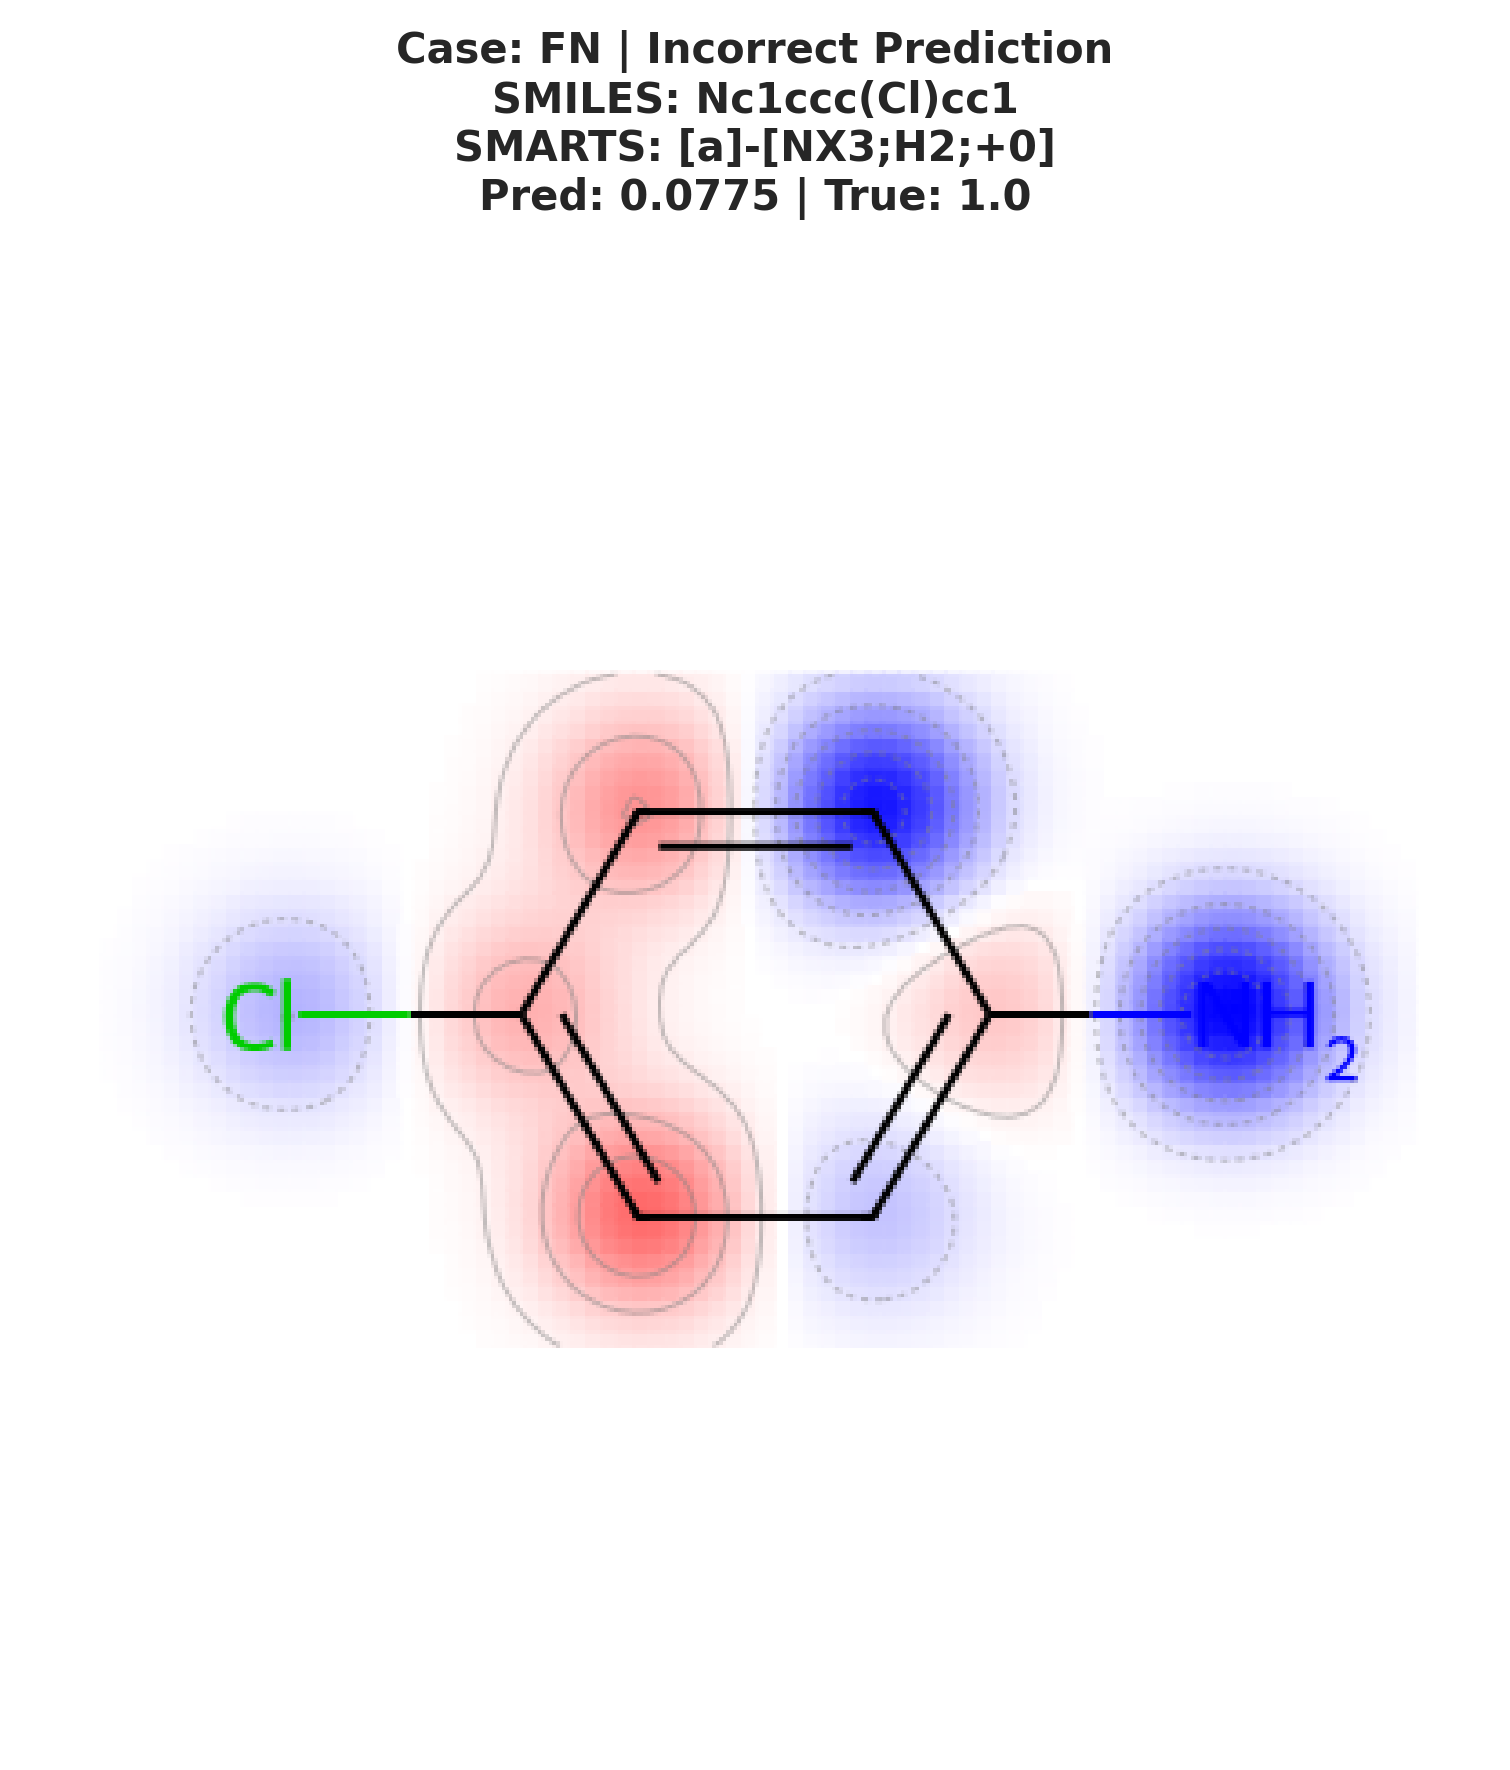 Case: FN | Incorrect Prediction
SMILES: Nc1ccc(Cl)cc1
SMARTS: [a]-[NX3;H2;+0]
Pred: 0.0775 | True: 1.0
Cl
NH2